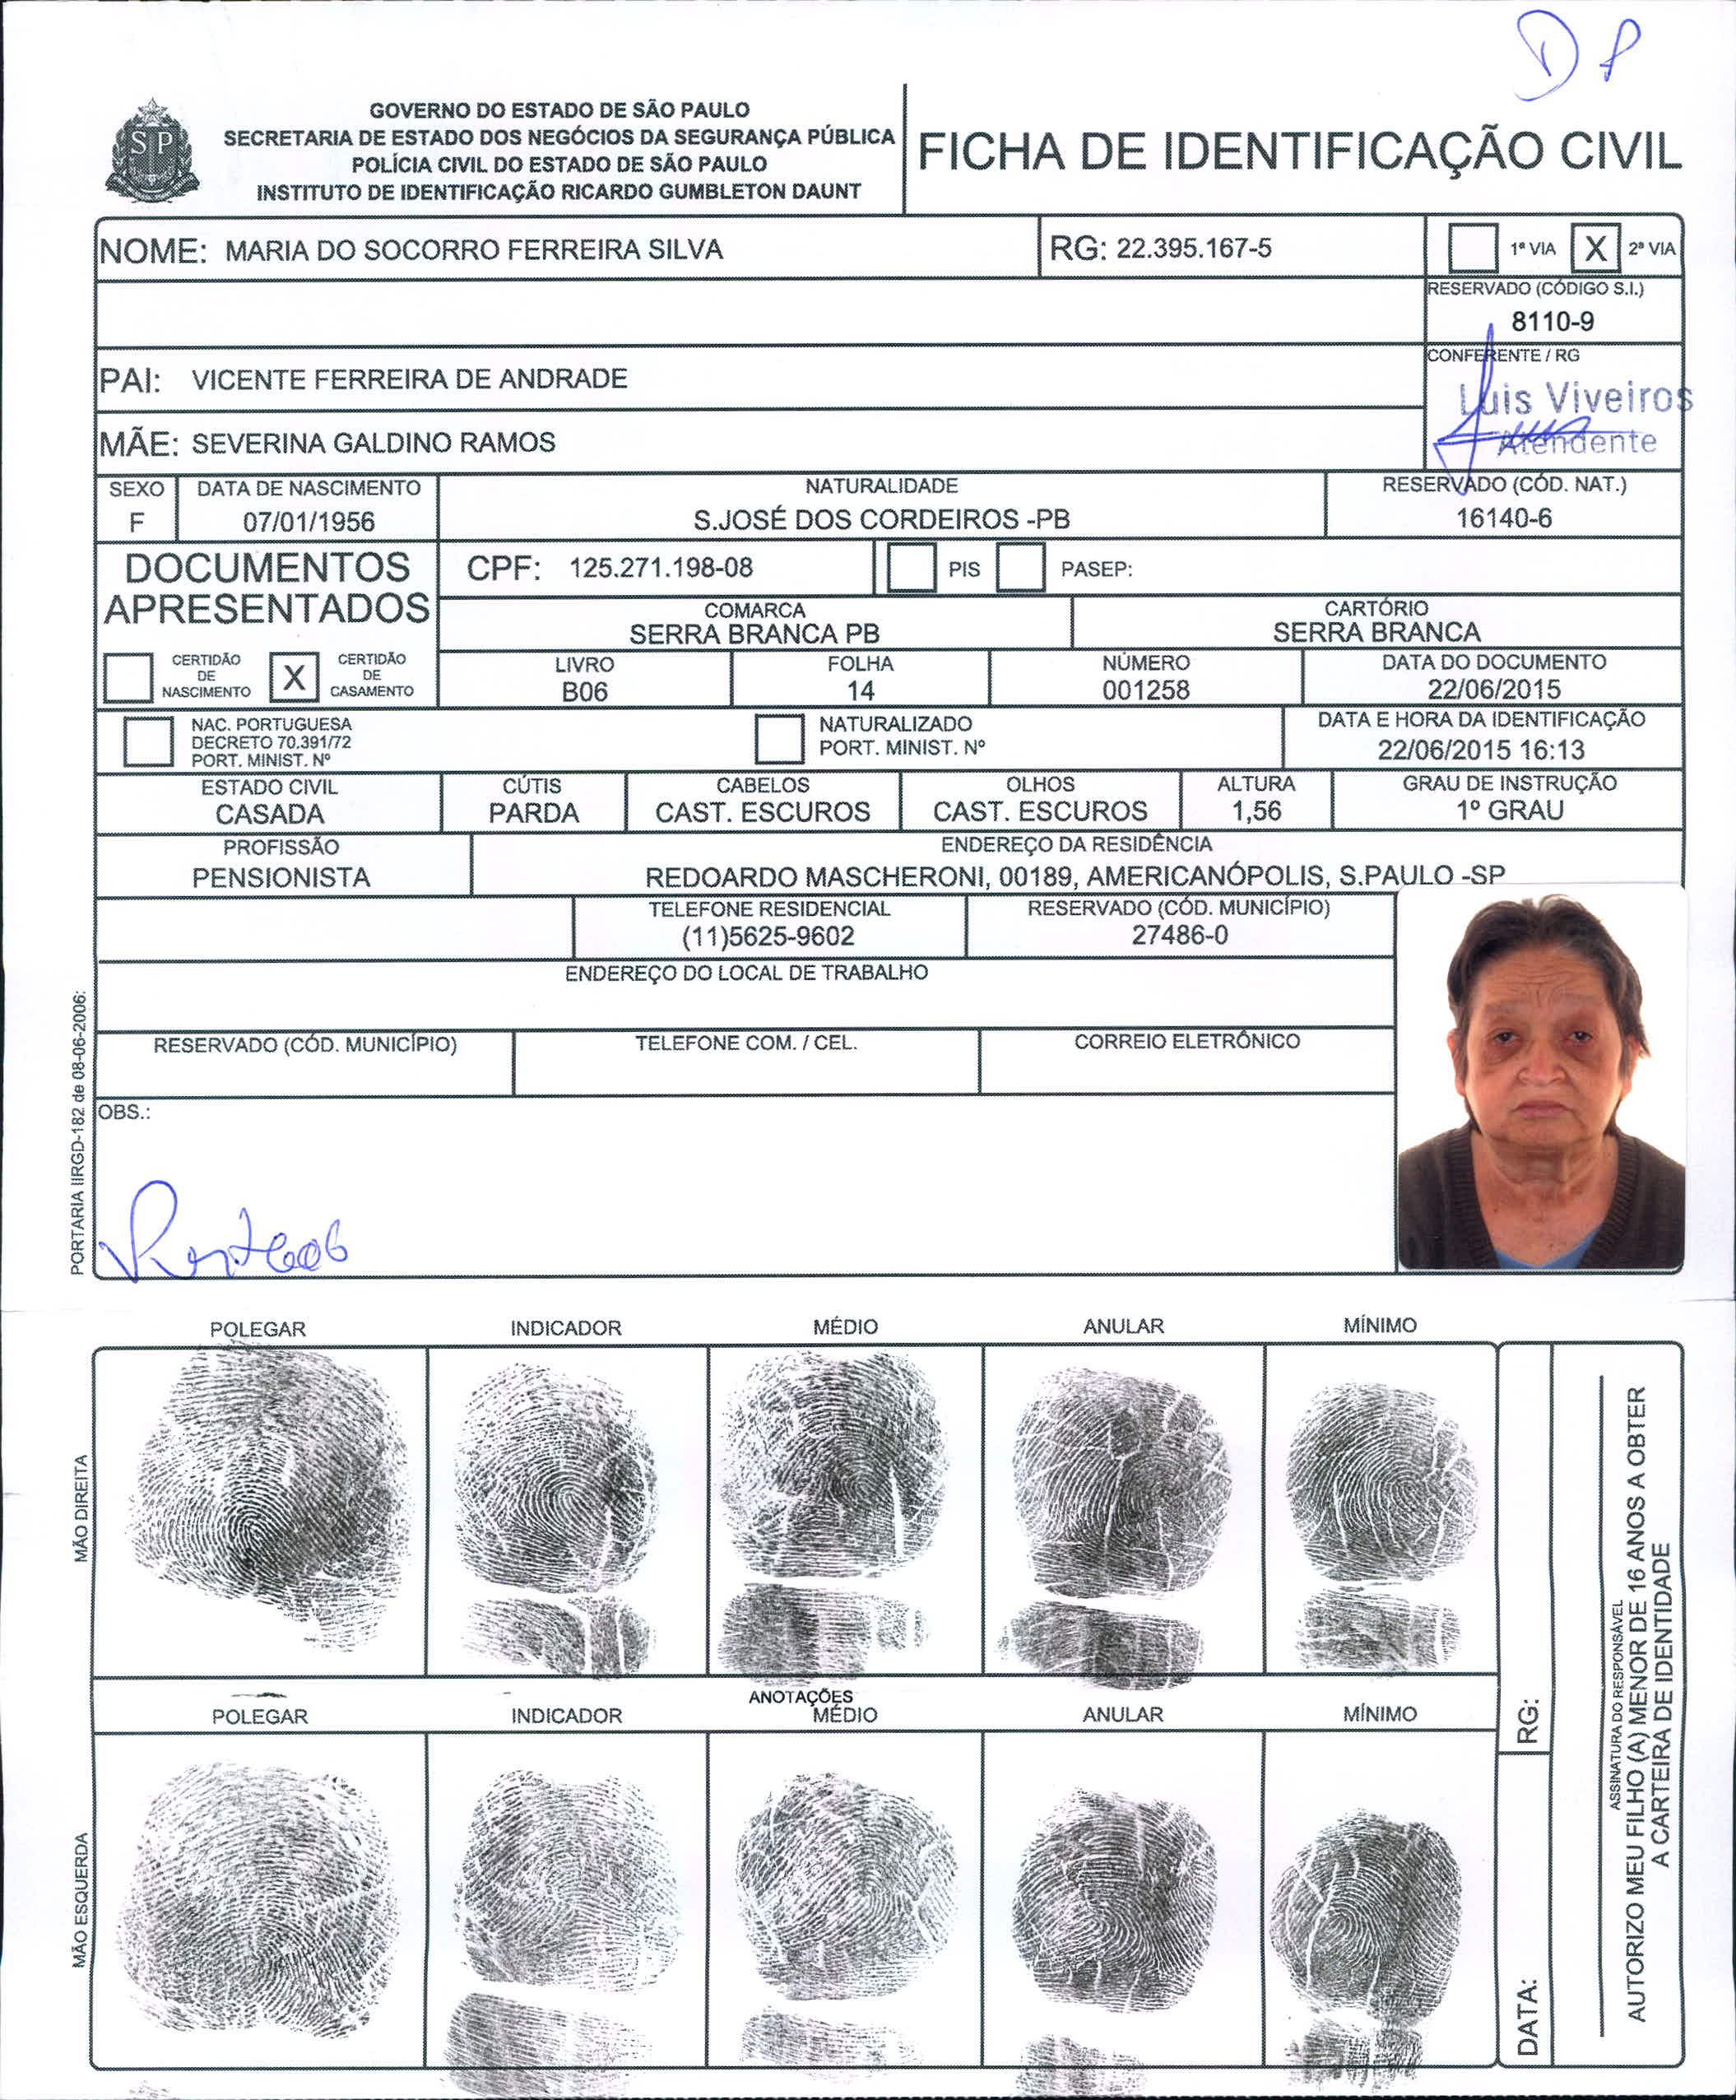 D P
SP
GOVERNO DO ESTADO DE SÃO PAULO
SECRETARIA DE ESTADO DOS NEGÓCIOS DA SEGURANÇA PÚBLICA
POLÍCIA CIVIL DO ESTADO DE SÃO PAULO
INSTITUTO DE IDENTIFICAÇÃO RICARDO GUMBLETON DAUNT
FICHA DE IDENTIFICAÇÃO CIVIL
NOME: MARIA DO SOCORRO FERREIRA SILVA RG: 22.395.167-5 1ª VIA X 2ª VIA
RESERVADO (CÓDIGO S.I.)
8110-9
PAI: VICENTE FERREIRA DE ANDRADE
CONFERENTE / RG
Luis Viveiros
Atendente
MÃE: SEVERINA GALDINO RAMOS
SEXO DATA DE NASCIMENTO NATURALIDADE RESERVADO (CÓD. NAT.)
F 07/01/1956 S.JOSÉ DOS CORDEIROS -PB 16140-6
DOCUMENTOS
APRESENTADOS
CPF: 125.271.198-08 PIS PASEP:
COMARCA CARTÓRIO
SERRA BRANCA PB SERRA BRANCA
CERTIDÃO
DE
NASCIMENTO
X
CERTIDÃO
DE
CASAMENTO
LIVRO FOLHA NÚMERO DATA DO DOCUMENTO
B06 14 001258 22/06/2015
NAC. PORTUGUESA
DECRETO 70.391/72
PORT. MINIST. Nº
NATURALIZADO
PORT. MINIST. Nº
DATA E HORA DA IDENTIFICAÇÃO
22/06/2015 16:13
ESTADO CIVIL CÚTIS CABELOS OLHOS ALTURA GRAU DE INSTRUÇÃO
CASADA PARDA CAST. ESCUROS CAST. ESCUROS 1,56 1º GRAU
PROFISSÃO ENDEREÇO DA RESIDÊNCIA
PENSIONISTA REDOARDO MASCHERONI, 00189, AMERICANÓPOLIS, S.PAULO -SP
TELEFONE RESIDENCIAL RESERVADO (CÓD. MUNICÍPIO)
(11)5625-9602 27486-0
ENDEREÇO DO LOCAL DE TRABALHO
RESERVADO (CÓD. MUNICÍPIO) TELEFONE COM. / CEL. CORREIO ELETRÔNICO
OBS.:
PORTARIA IIRGD-182 de 08-06-2006:
POLEGAR INDICADOR MÉDIO ANULAR MÍNIMO
MÃO DIREITA
ANOTAÇÕES
POLEGAR INDICADOR MÉDIO ANULAR MÍNIMO
MÃO ESQUERDA
RG:
DATA:
ASSINATURA DO RESPONSÁVEL
AUTORIZO MEU FILHO (A) MENOR DE 16 ANOS A OBTER
A CARTEIRA DE IDENTIDADE